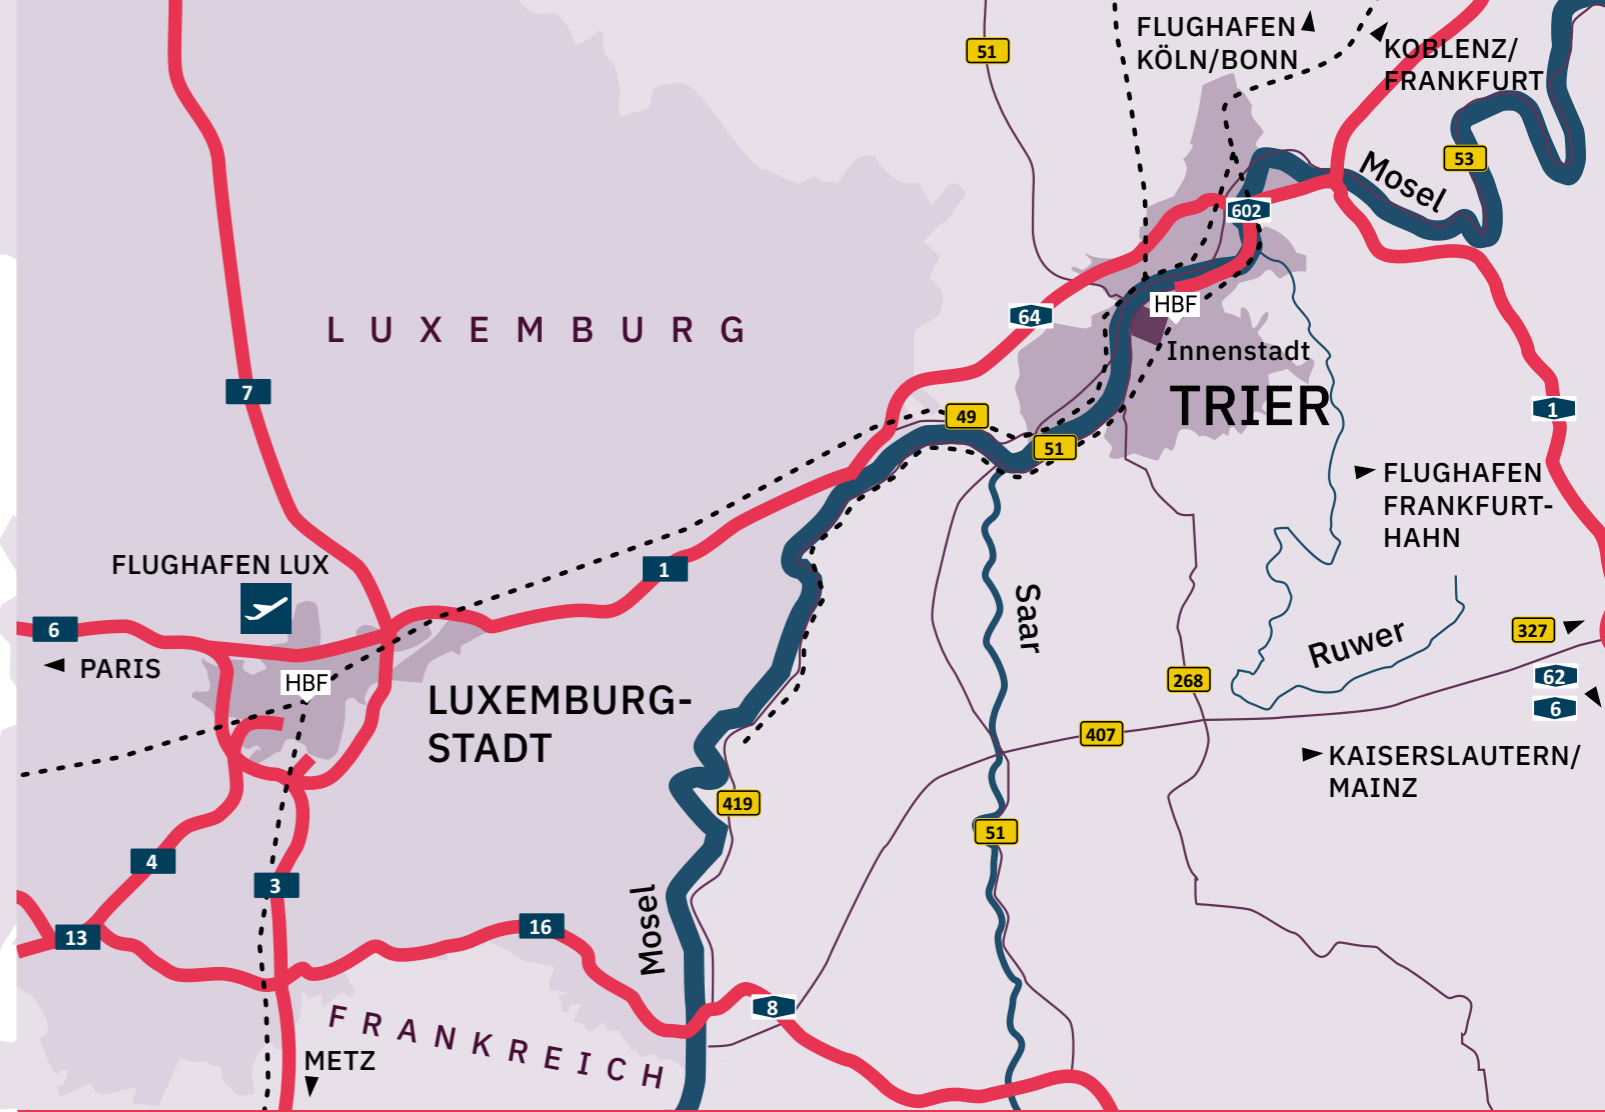 FLUGHAFEN
KÖLN/BONN
KOBLENZ/
FRANKFURT
51
53
Mosel
602
HBF
64
LUXEMBURG
Innenstadt
TRIER
7
49
51
1
FLUGHAFEN
FRANKFURT-
HAHN
FLUGHAFEN LUX
1
6
PARIS
HBF
LUXEMBURG-
STADT
Saar
Ruwer
327
62
6
268
407
KAISERSLAUTERN/
MAINZ
419
51
4
3
13
16
Mosel
8
FRANKREICH
METZ